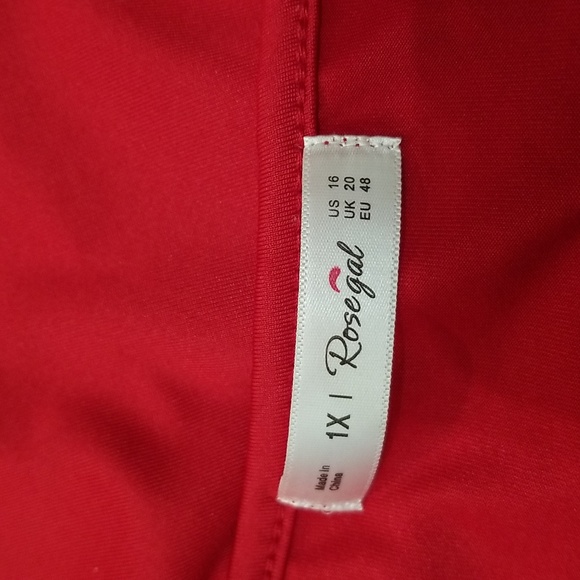 Made In
China
1X |
Rosegal
US 16
UK 20
EU 48